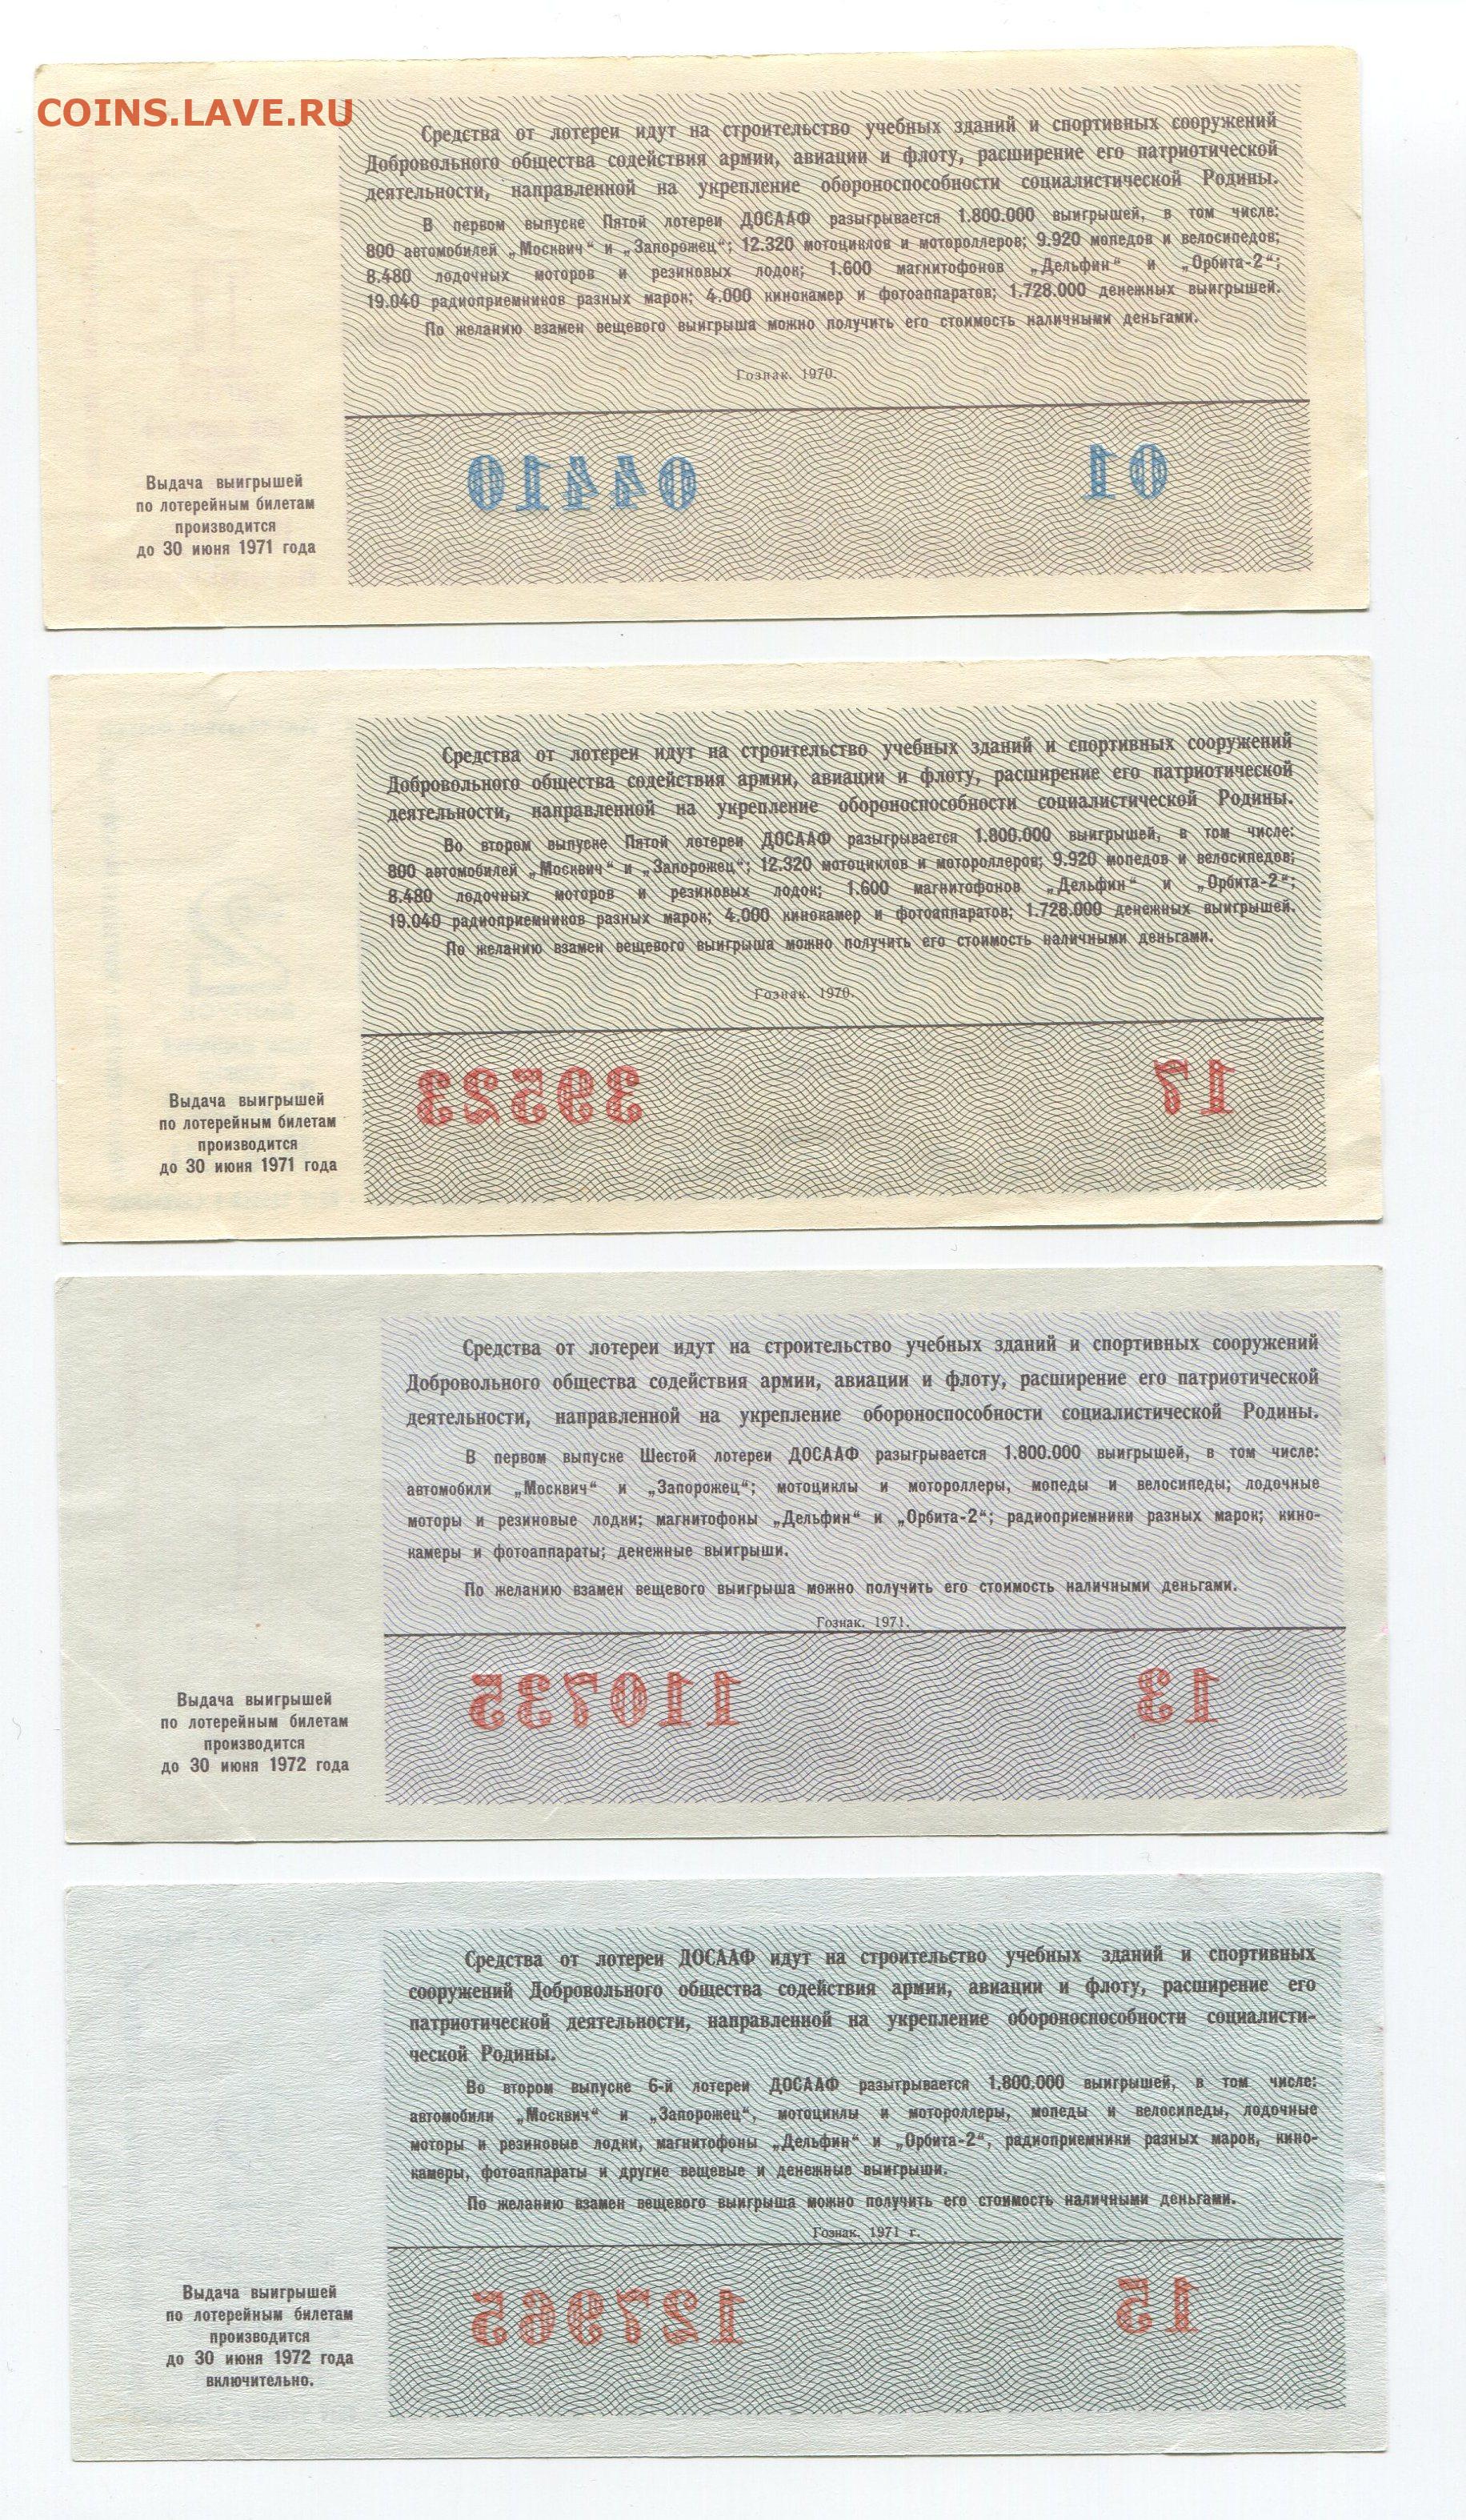 COINS.LAVE.RU
Средства от лотереи идут на строительство учебных зданий и спортивных сооружений
Добровольного общества содействия армии, авиации и флоту, расширение его патриотической
деятельности, направленной на укрепление обороноспособности социалистической Родины.
В первом выпуске Пятой лотереи ДОСААФ разыгрывается 1.800.000 выигрышей, в том числе:
800 автомобилей „Москвич“ и „Запорожец“; 12.320 мотоциклов и мотороллеров; 9.920 мопедов и велосипедов;
8.480 лодочных моторов и резиновых лодок; 1.600 магнитофонов „Дельфин“ и „Орбита-2“;
19.040 радиоприемников разных марок; 4.000 кинокамер и фотоаппаратов; 1.728.000 денежных выигрышей.
По желанию взамен вещевого выигрыша можно получить его стоимость наличными деньгами.
Гознак. 1970.
04410 01
Выдача выигрышей
по лотерейным билетам
производится
до 30 июня 1971 года
Средства от лотереи идут на строительство учебных зданий и спортивных сооружений
Добровольного общества содействия армии, авиации и флоту, расширение его патриотической
деятельности, направленной на укрепление обороноспособности социалистической Родины.
Во втором выпуске Пятой лотереи ДОСААФ разыгрывается 1.800.000 выигрышей, в том числе:
800 автомобилей „Москвич“ и „Запорожец“; 12.320 мотоциклов и мотороллеров; 9.920 мопедов и велосипедов;
8.480 лодочных моторов и резиновых лодок; 1.600 магнитофонов „Дельфин“ и „Орбита-2“;
19.040 радиоприемников разных марок; 4.000 кинокамер и фотоаппаратов; 1.728.000 денежных выигрышей.
По желанию взамен вещевого выигрыша можно получить его стоимость наличными деньгами.
Гознак. 1970.
39523 17
Выдача выигрышей
по лотерейным билетам
производится
до 30 июня 1971 года
Средства от лотереи идут на строительство учебных зданий и спортивных сооружений
Добровольного общества содействия армии, авиации и флоту, расширение его патриотической
деятельности, направленной на укрепление обороноспособности социалистической Родины.
В первом выпуске Шестой лотереи ДОСААФ разыгрывается 1.800.000 выигрышей, в том числе:
автомобили „Москвич“ и „Запорожец“; мотоциклы и мотороллеры, мопеды и велосипеды; лодочные
моторы и резиновые лодки; магнитофоны „Дельфин“ и „Орбита-2“; радиоприемники разных марок; кино-
камеры и фотоаппараты; денежные выигрыши.
По желанию взамен вещевого выигрыша можно получить его стоимость наличными деньгами.
Гознак. 1971.
110735 13
Выдача выигрышей
по лотерейным билетам
производится
до 30 июня 1972 года
Средства от лотереи ДОСААФ идут на строительство учебных зданий и спортивных
сооружений Добровольного общества содействия армии, авиации и флоту, расширение его
патриотической деятельности, направленной на укрепление обороноспособности социалисти-
ческой Родины.
Во втором выпуске 6-й лотереи ДОСААФ разыгрывается 1.800.000 выигрышей, в том числе:
автомобили „Москвич“ и „Запорожец“, мотоциклы и мотороллеры, мопеды и велосипеды, лодочные
моторы и резиновые лодки, магнитофоны „Дельфин“ и „Орбита-2“, радиоприемники разных марок, кино-
камеры, фотоаппараты и другие вещевые и денежные выигрыши.
По желанию взамен вещевого выигрыша можно получить его стоимость наличными деньгами.
Гознак. 1971 г.
127965 15
Выдача выигрышей
по лотерейным билетам
производится
до 30 июня 1972 года
включительно.